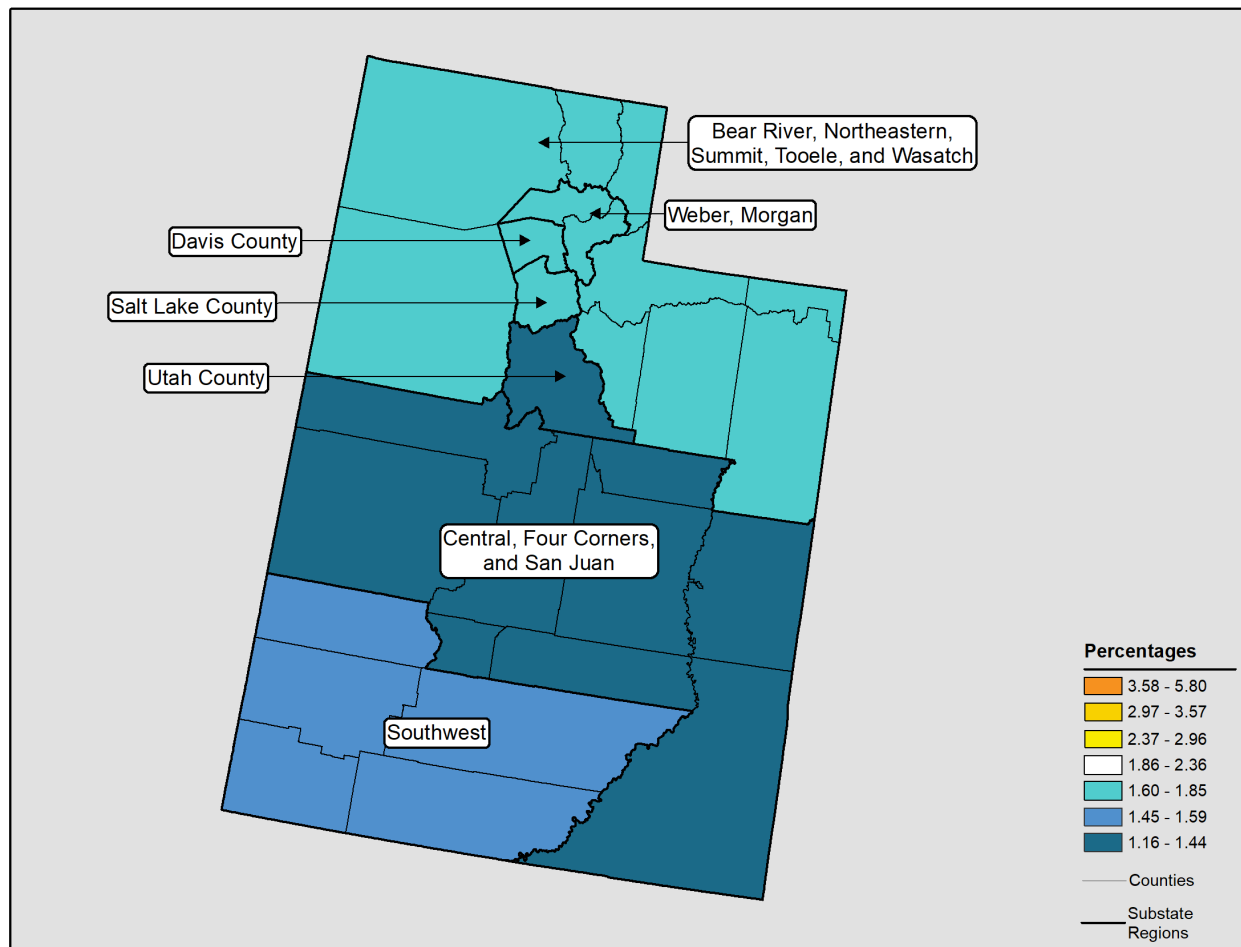 Bear River, Northeastern,
Summit, Tooele, and Wasatch
Weber, Morgan
Davis County
Salt Lake County
Utah County
Central, Four Corners,
and San Juan
Southwest
Percentages
3.58 - 5.80
2.97 - 3.57
2.37 - 2.96
1.86 - 2.36
1.60 - 1.85
1.45 - 1.59
1.16 - 1.44
Counties
Substate
Regions